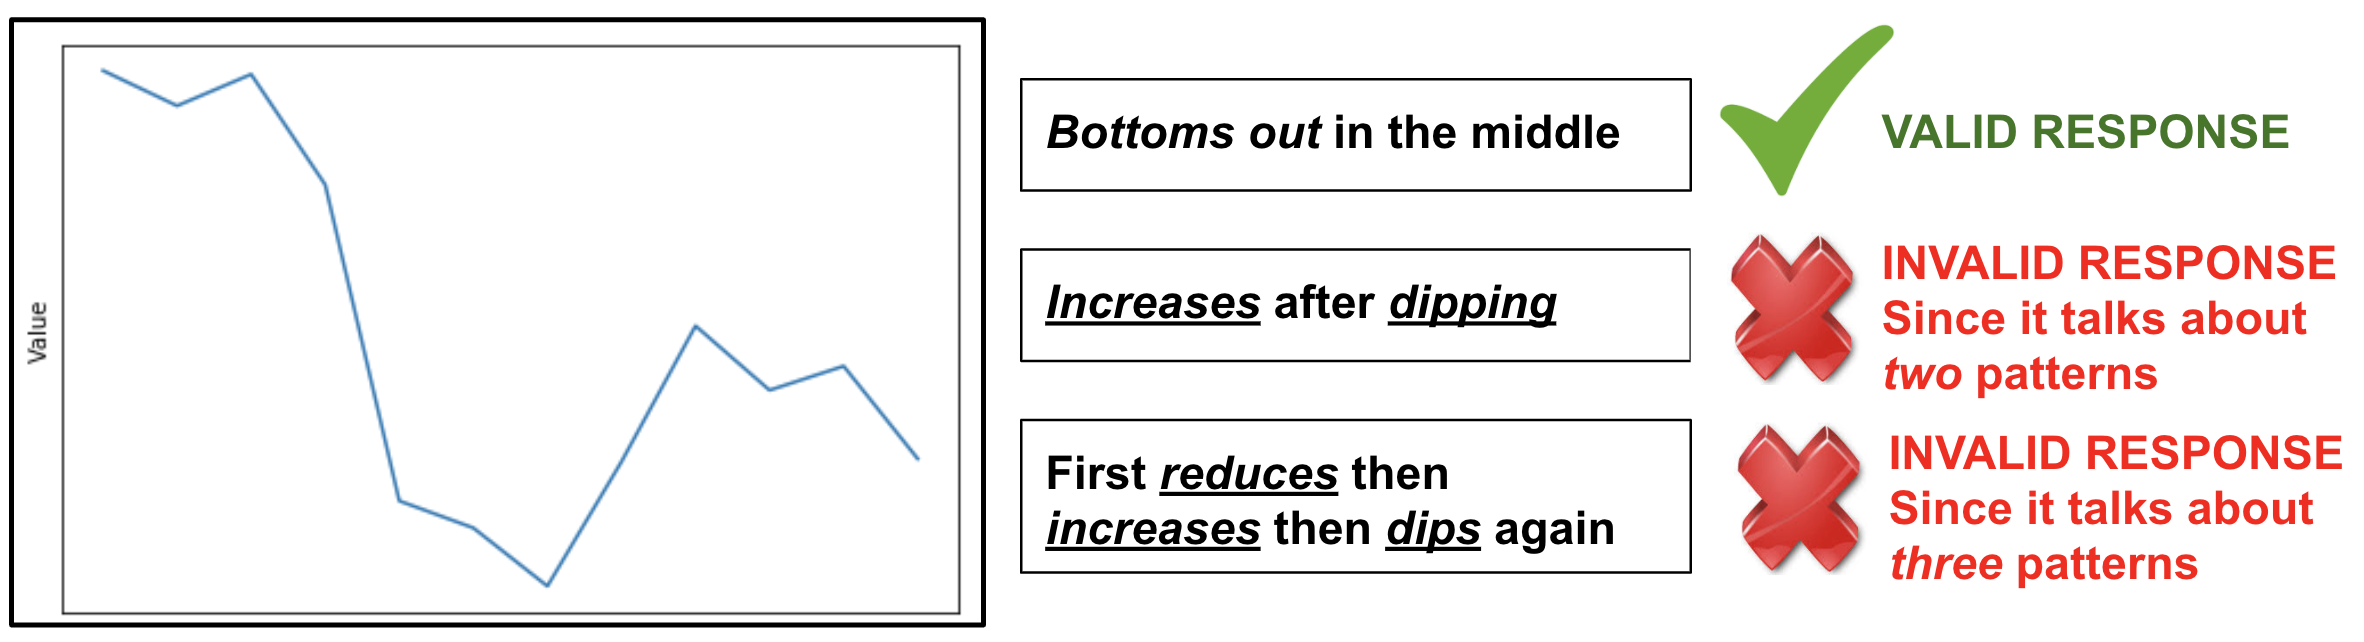 Value
Bottoms out in the middle
VALID RESPONSE
Increases after dipping
INVALID RESPONSE
Since it talks about
two patterns
First reduces then
increases then dips again
INVALID RESPONSE
Since it talks about
three patterns